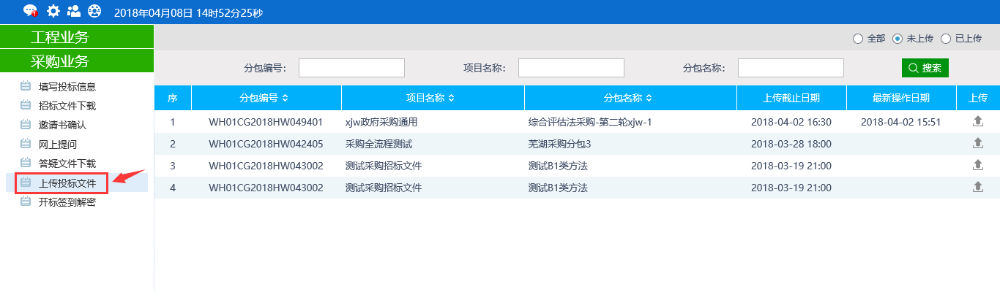 2018年04月08日 14时52分25秒
工程业务
全部 未上传 已上传
采购业务
分包编号： 项目名称： 分包名称： 搜索
填写投标信息
招标文件下载
邀请书确认
网上提问
答疑文件下载
上传投标文件
开标签到解密
序 分包编号 项目名称 分包名称 上传截止日期 最新操作日期 上传
1 WH01CG2018HW049401 xjw政府采购通用 综合评估法采购-第二轮xjw-1 2018-04-02 16:30 2018-04-02 15:51
2 WH01CG2018HW042405 采购全流程测试 芜湖采购分包3 2018-03-28 18:00
3 WH01CG2018HW043002 测试采购招标文件 测试B1类方法 2018-03-19 21:00
4 WH01CG2018HW043002 测试采购招标文件 测试B1类方法 2018-03-19 21:00